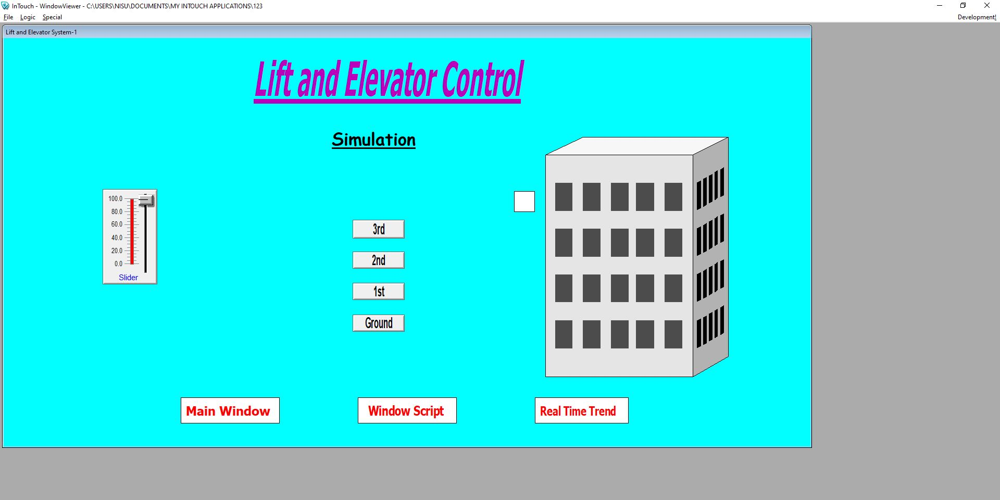 InTouch - WindowViewer - C:\USERS\NISU\DOCUMENTS\MY INTOUCH APPLICATIONS\123
File Logic Special Development!
Lift and Elevator System-1
Lift and Elevator Control
Simulation
100.0
80.0
60.0
40.0
20.0
0.0
Slider
3rd
2nd
1st
Ground
Main Window
Window Script
Real Time Trend